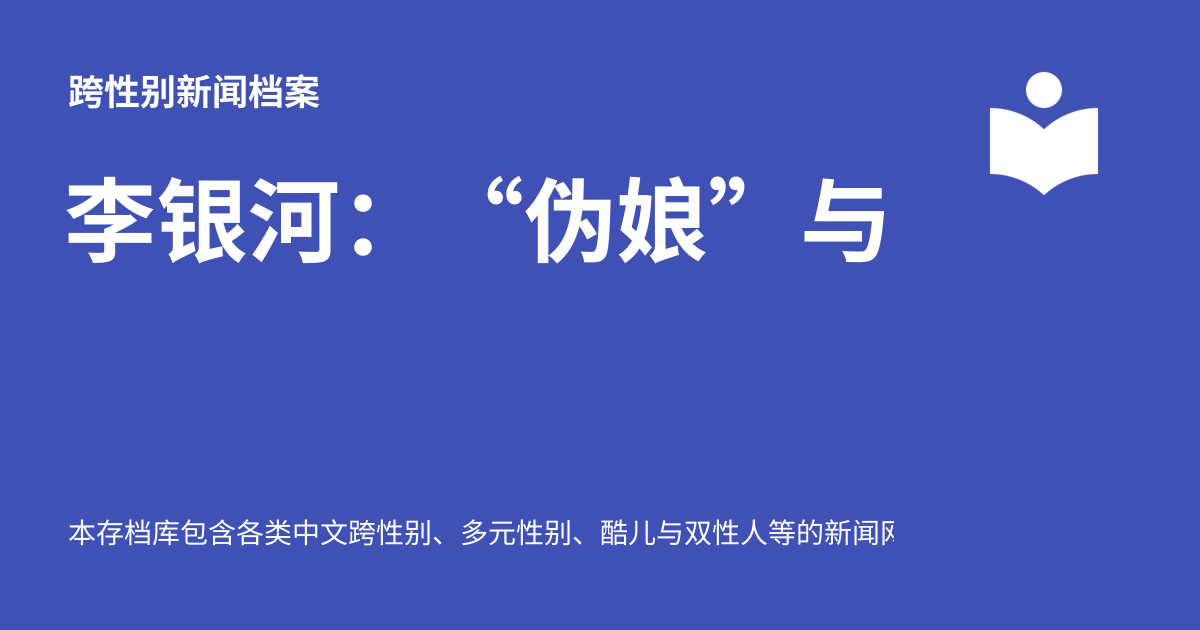 跨性别新闻档案
李银河：“伪娘”与
本存档库包含各类中文跨性别、多元性别、酷儿与双性人等的新闻